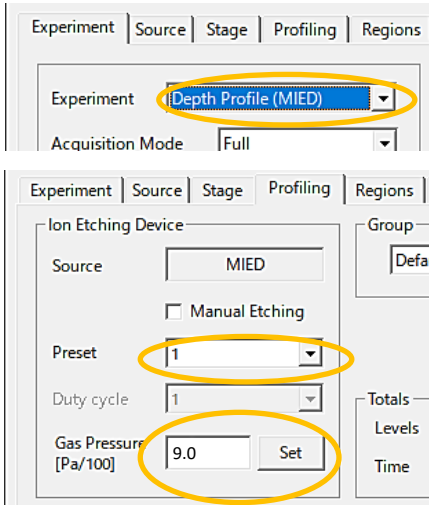 Experiment Source Stage Profiling Regions
Experiment Depth Profile (MIED)
Acquisition Mode Full
Experiment Source Stage Profiling Regions
Ion Etching Device Group
Source MIED
Manual Etching
Preset 1
Duty cycle 1
Totals
Levels
Gas Pressure
[Pa/100] 9.0 Set
Time